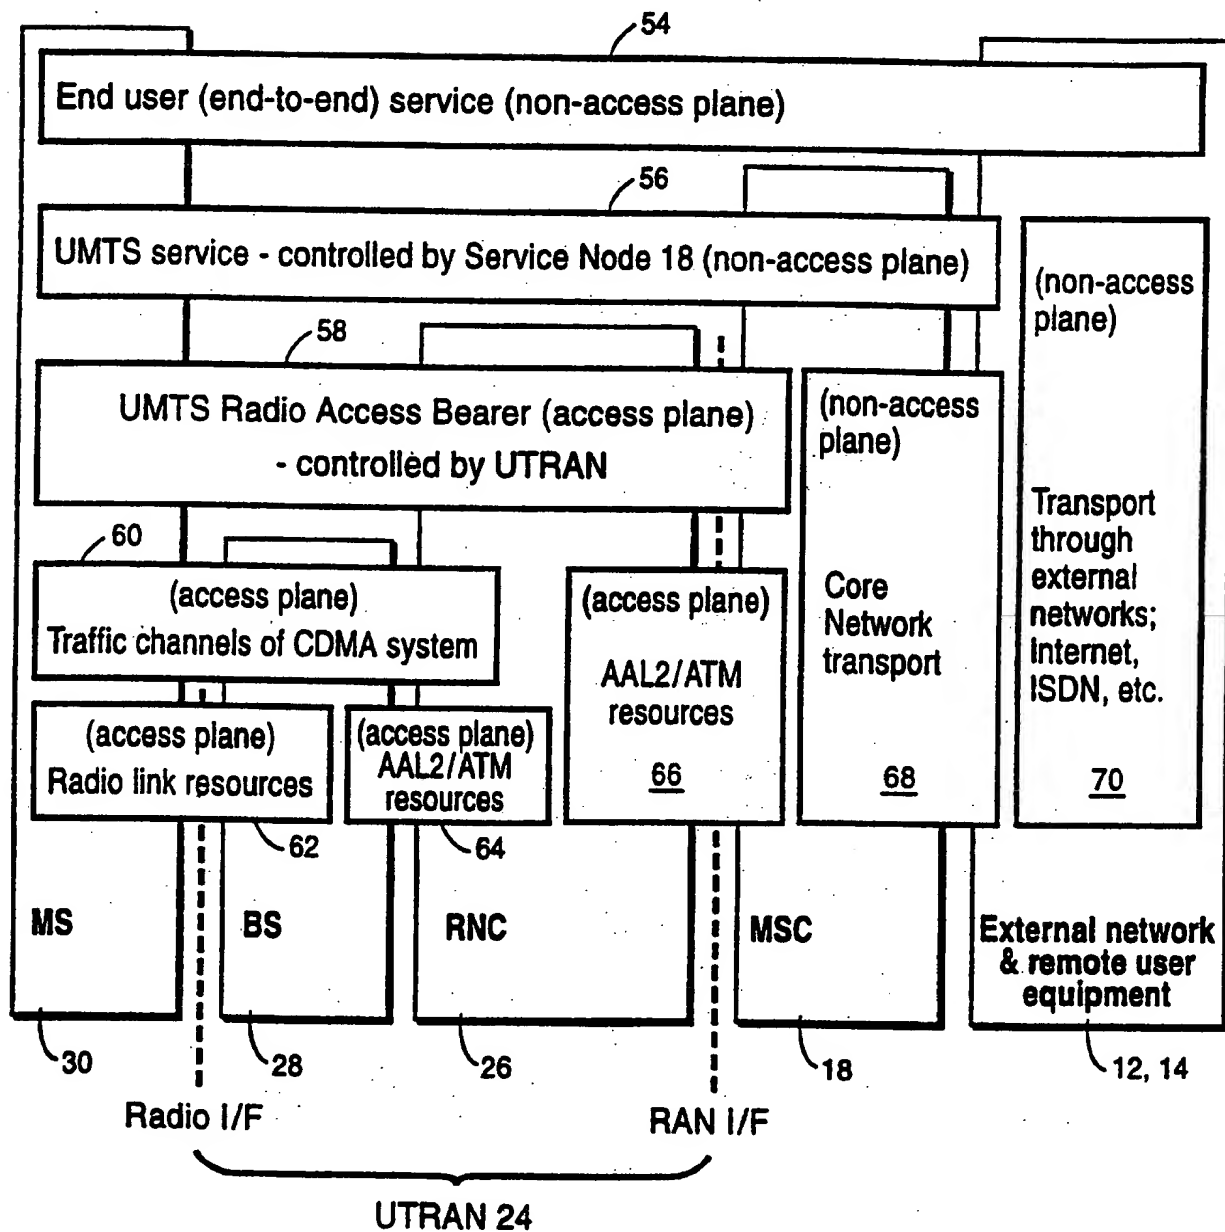 54
End user (end-to-end) service (non-access plane)
56
UMTS service - controlled by Service Node 18 (non-access plane)
(non-access
plane)
Transport
through
external
networks;
Internet,
ISDN, etc.
70
58
UMTS Radio Access Bearer (access plane)
- controlled by UTRAN
(non-access
plane)
Core
Network
transport
68
60
(access plane)
Traffic channels of CDMA system
(access plane)
AAL2/ATM
resources
66
(access plane)
Radio link resources
62
(access plane)
AAL2/ATM
resources
64
MS
BS
RNC
MSC
External network
& remote user
equipment
30
28
26
18
12, 14
Radio I/F
RAN I/F
UTRAN 24